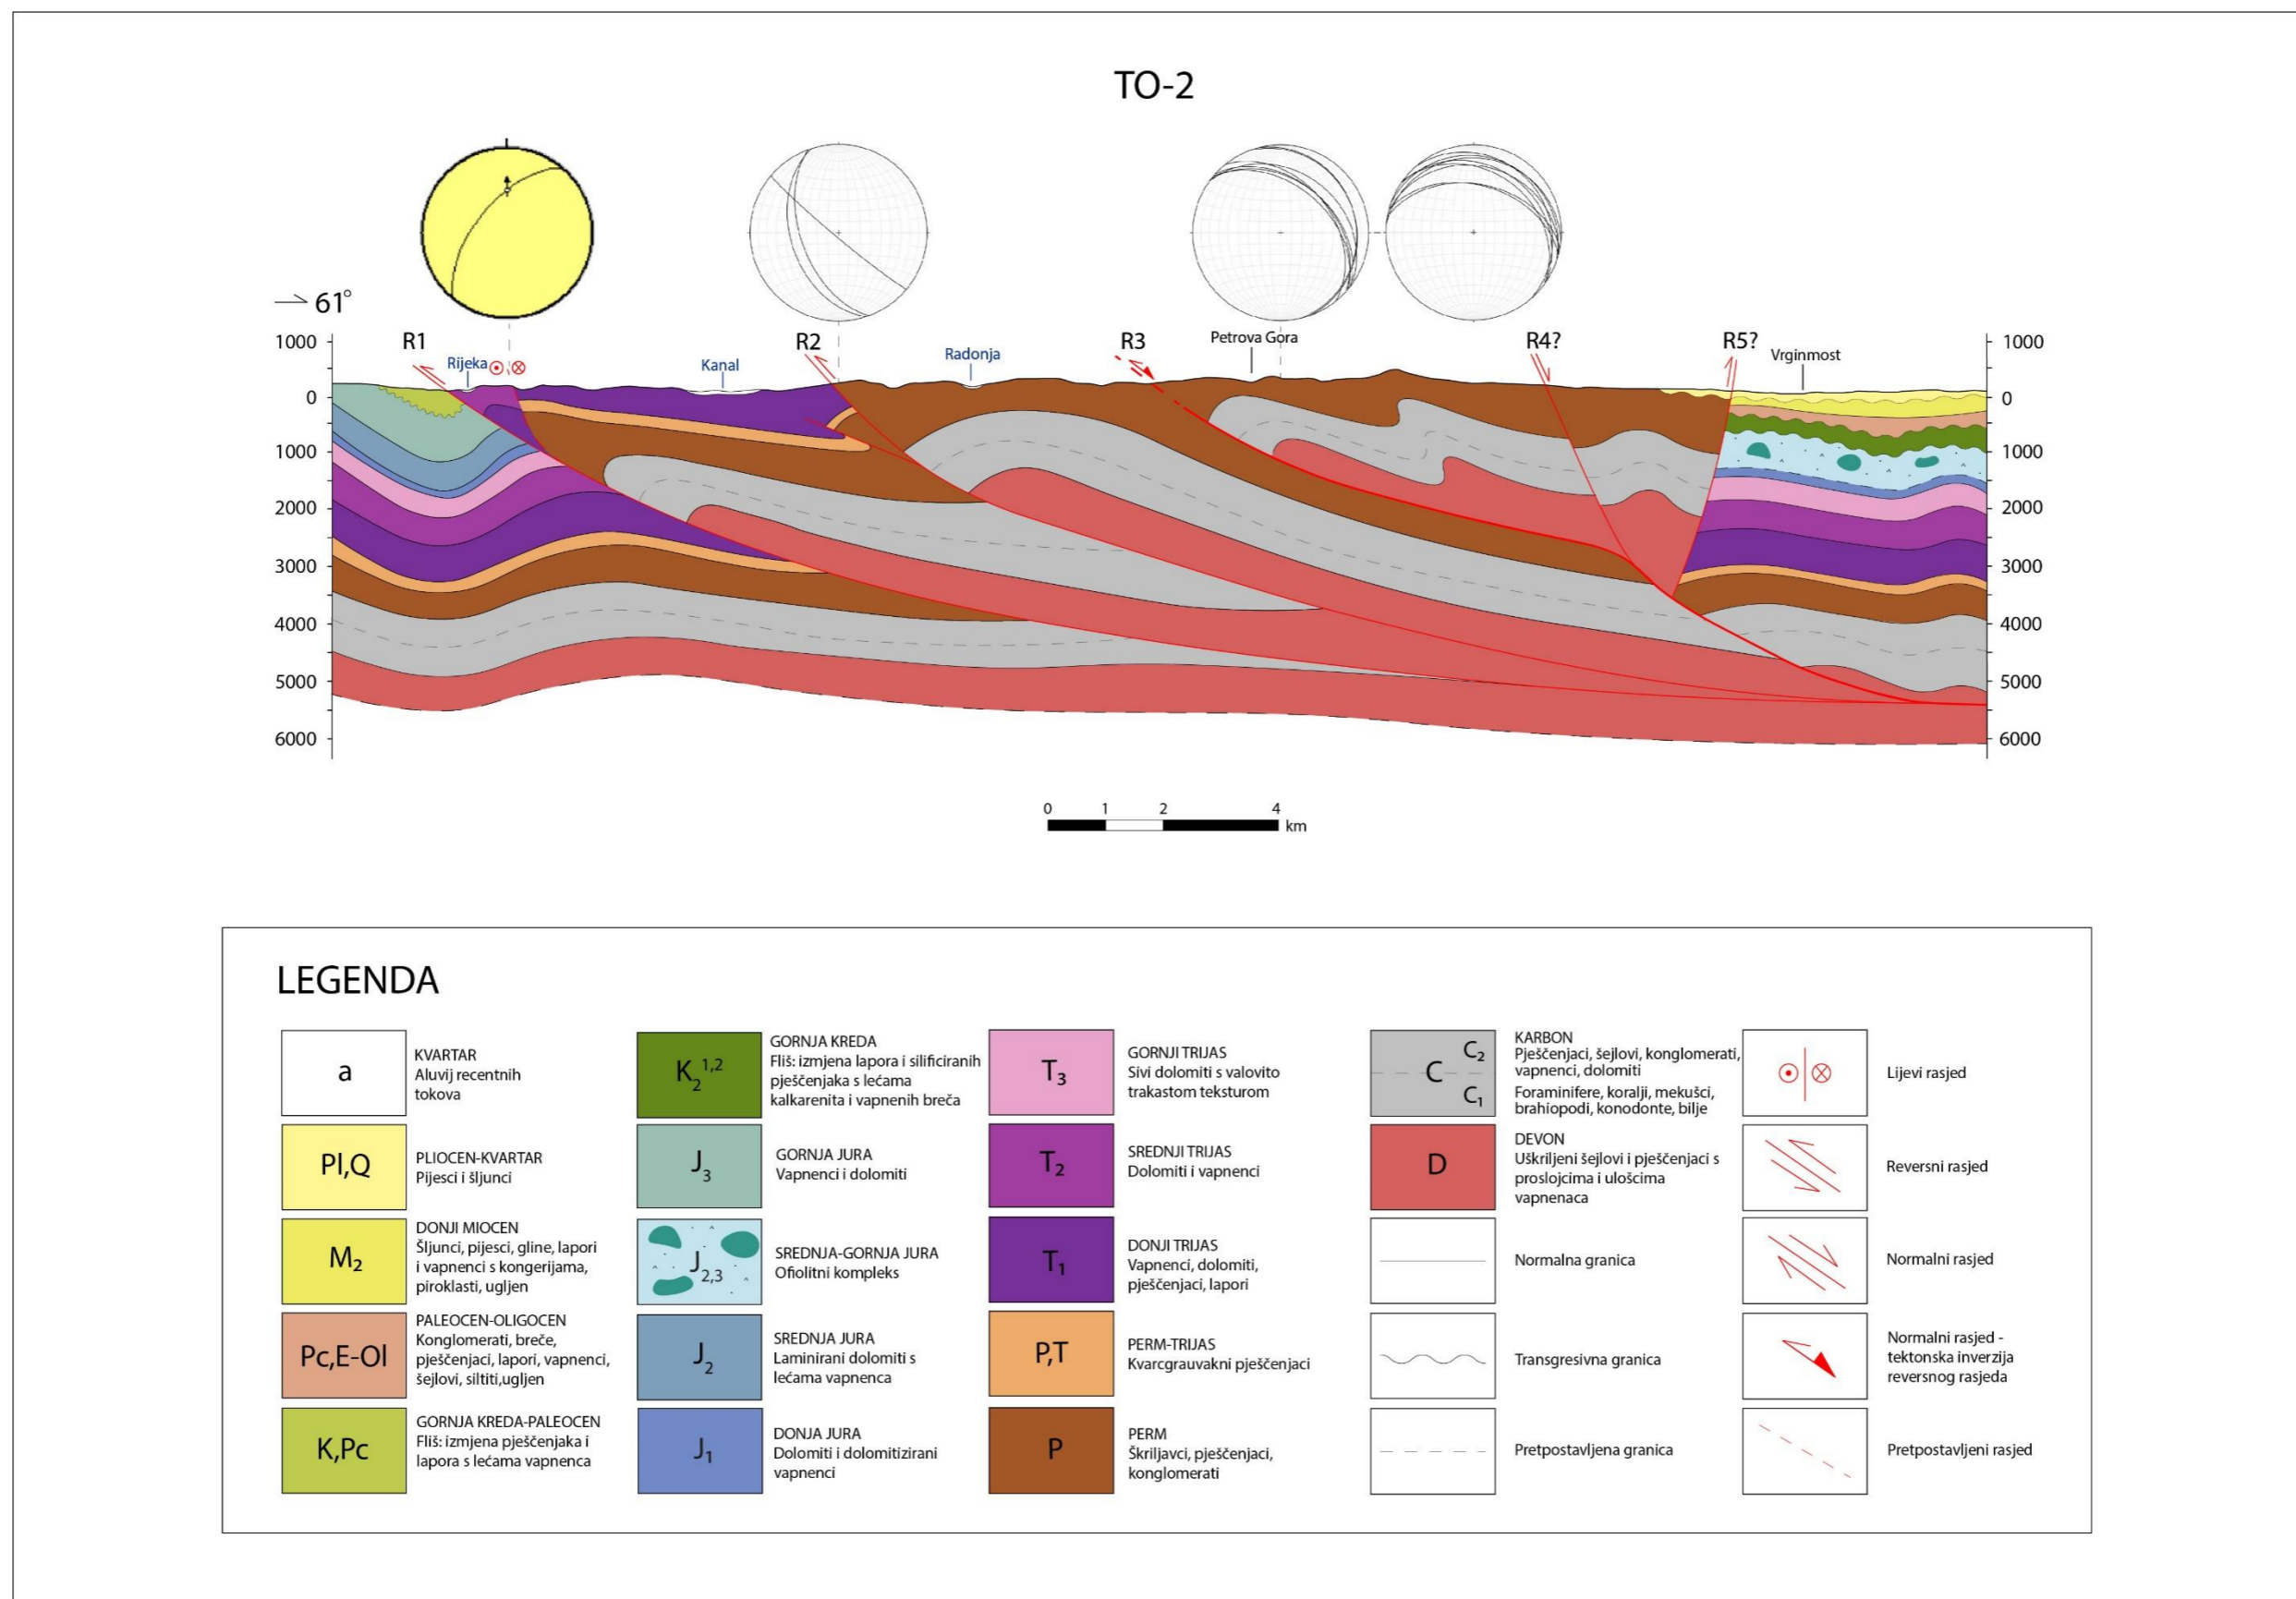 TO-2
61°
R1
R2
R3
Petrova Gora
R4?
R5?
Vrginmost
Rijeka
Kanal
Radonja
1000
0
1000
2000
3000
4000
5000
6000
1000
0
1000
2000
3000
4000
5000
6000
0 1 2 4
km
LEGENDA
a
KVARTAR
Aluvij recentnih
tokova
Pl,Q
PLIOCEN-KVARTAR
Pijesci i šljunci
M₂
DONJI MIOCEN
Šljunci, pijesci, gline, lapori
i vapnenci s kongerijama,
piroklasti, ugljen
Pc,E-Ol
PALEOCEN-OLIGOCEN
Konglomerati, breče,
pješčenjaci, lapori, vapnenci,
šejlovi, siltiti,ugljen
K,Pc
GORNJA KREDA-PALEOCEN
Fliš: izmjena pješčenjaka i
lapora s lećama vapnenca
K₂¹,²
GORNJA KREDA
Fliš: izmjena lapora i silificiranih
pješčenjaka s lećama
kalkarenita i vapnenih breča
J₃
GORNJA JURA
Vapnenci i dolomiti
J₂,₃
SREDNJA-GORNJA JURA
Ofiolitni kompleks
J₂
SREDNJA JURA
Laminirani dolomiti s
lećama vapnenca
J₁
DONJA JURA
Dolomiti i dolomitizirani
vapnenci
T₃
GORNJI TRIJAS
Sivi dolomiti s valovito
trakastom teksturom
T₂
SREDNJI TRIJAS
Dolomiti i vapnenci
T₁
DONJI TRIJAS
Vapnenci, dolomiti,
pješčenjaci, lapori
P,T
PERM-TRIJAS
Kvarcgrauvakni pješčenjaci
P
PERM
Škriljavci, pješčenjaci,
konglomerati
C₂
C
C₁
KARBON
Pješčenjaci, šejlovi, konglomerati,
vapnenci, dolomiti
Foraminifere, koralji, mekušci,
brahiopodi, konodonte, bilje
D
DEVON
Uškriljeni šejlovi i pješčenjaci s
proslojcima i ulošcima
vapnenaca
Normalna granica
Transgresivna granica
Pretpostavljena granica
Lijevi rasjed
Reversni rasjed
Normalni rasjed
Normalni rasjed -
tektonska inverzija
reversnog rasjeda
Pretpostavljeni rasjed